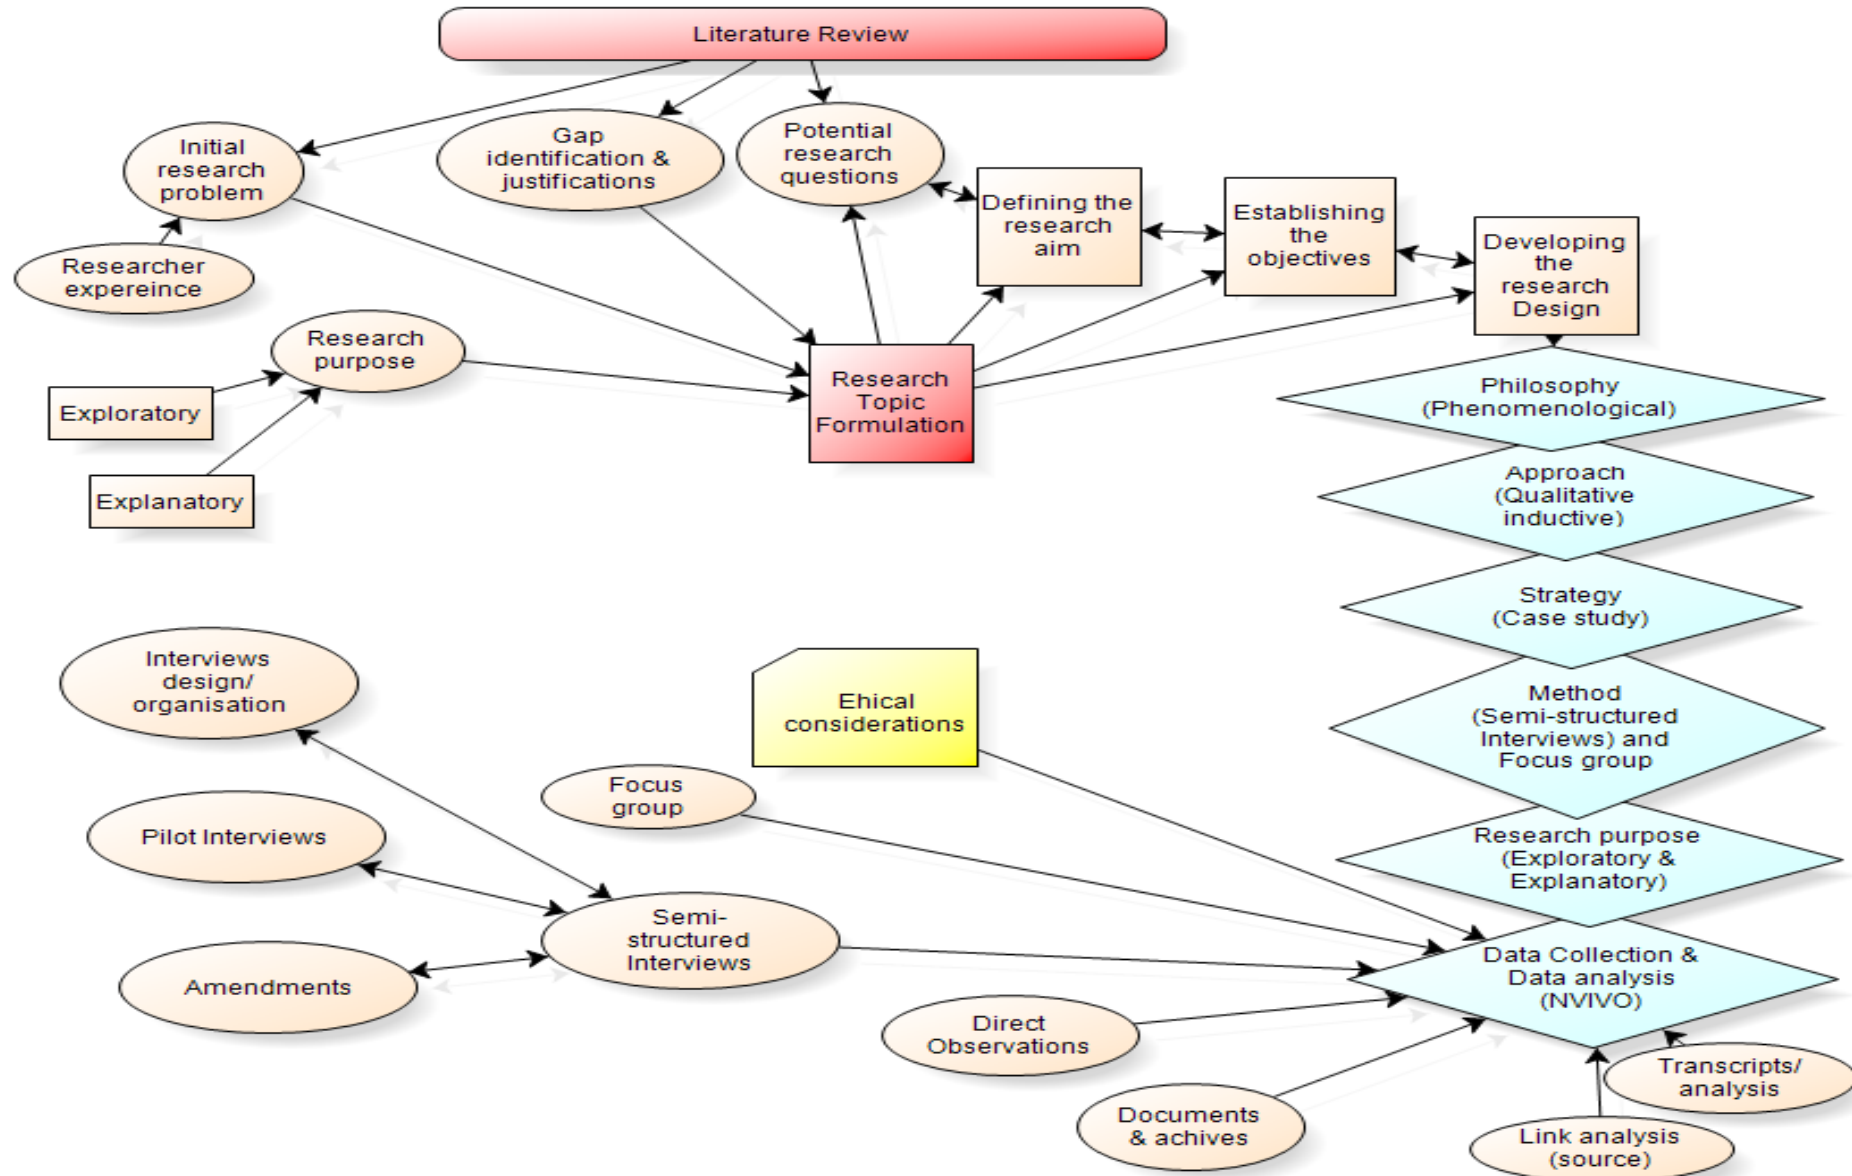 Literature Review
Initial
research
problem
Gap
identification &
justifications
Potential
research
questions
Defining the
research
aim
Establishing
the
objectives
Developing
the
research
Design
Researcher
expereince
Research
purpose
Exploratory
Explanatory
Research
Topic
Formulation
Philosophy
(Phenomenological)
Approach
(Qualitative
inductive)
Strategy
(Case study)
Method
(Semi-structured
Interviews) and
Focus group
Research purpose
(Exploratory &
Explanatory)
Data Collection &
Data analysis
(NVIVO)
Interviews
design/
organisation
Ehical
considerations
Focus
group
Pilot Interviews
Semi-
structured
Interviews
Amendments
Direct
Observations
Documents
& achives
Transcripts/
analysis
Link analysis
(source)